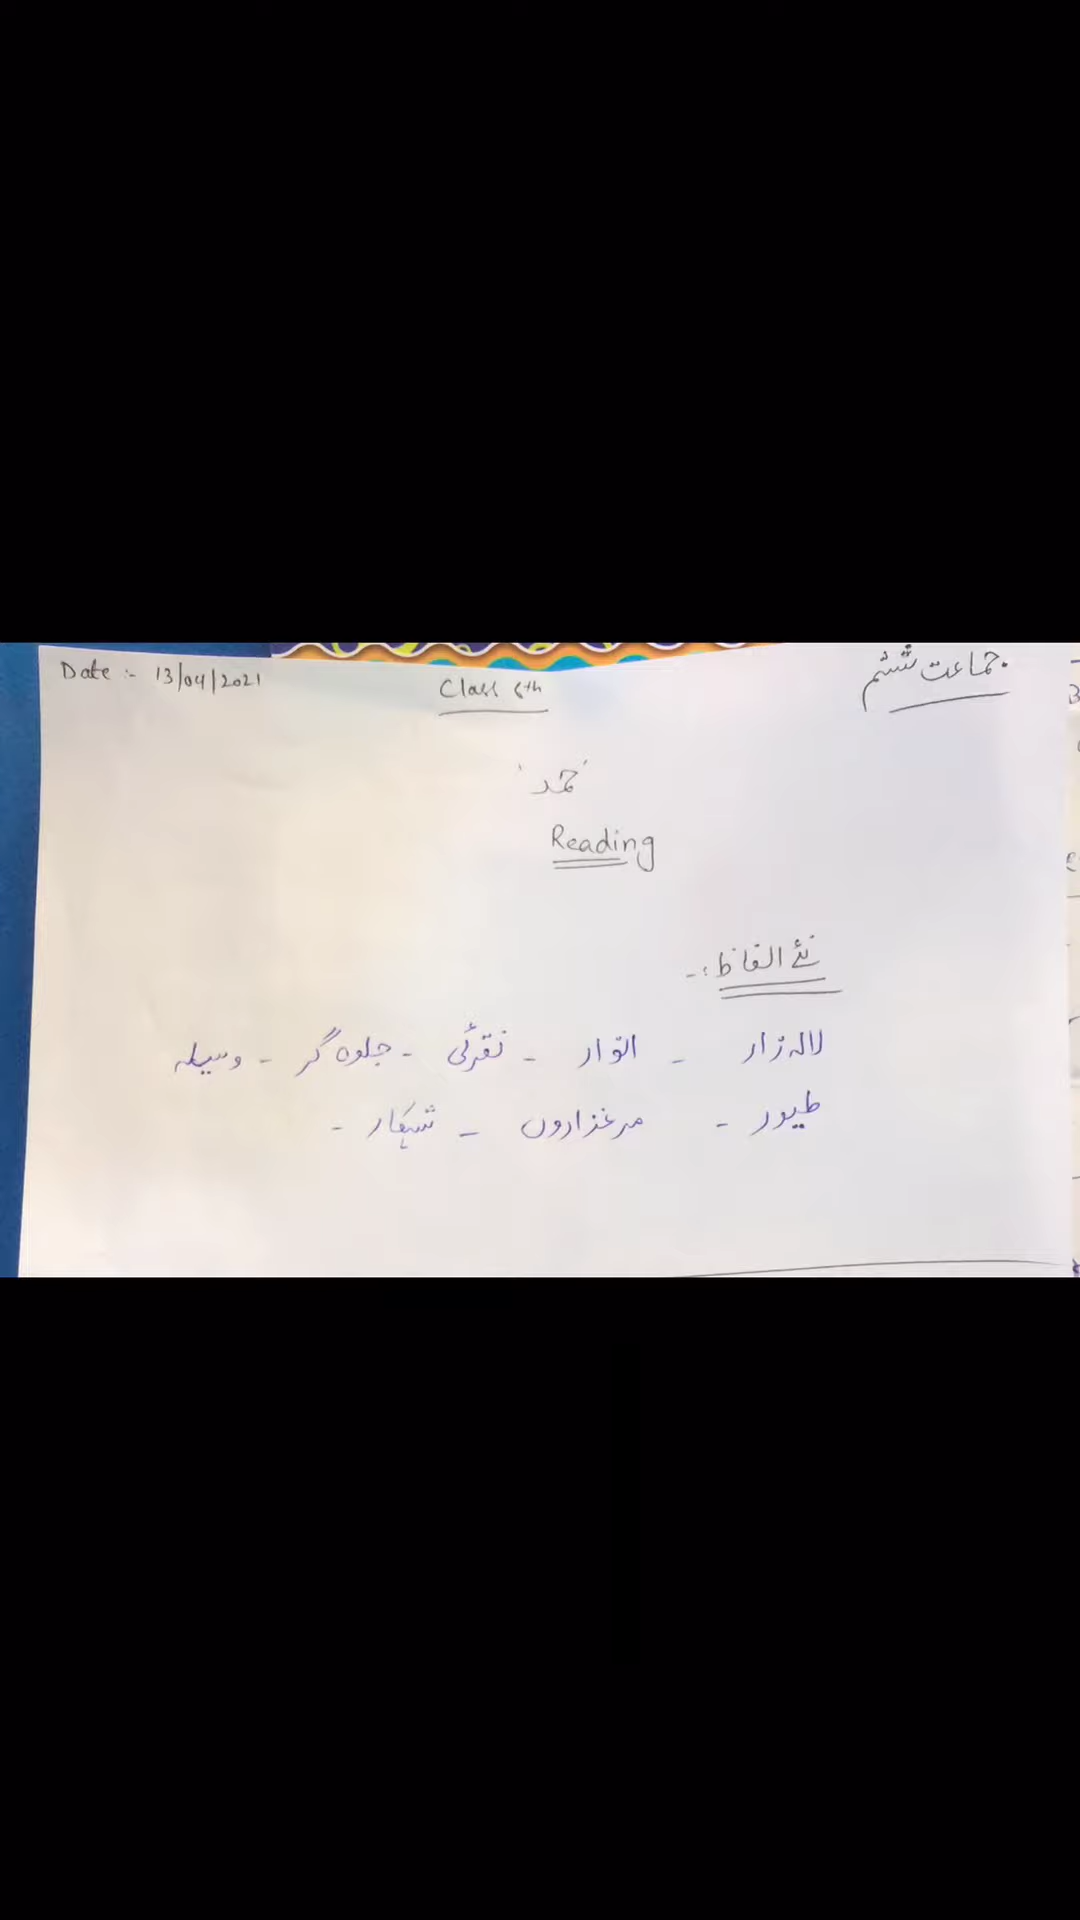 Date :- 13/04/2021
Class 6th
جماعت ششم
'حمد'
Reading
نئے الفاظ :-
لالہ زار - انوار - نقرئی - جلوہ گر - وسیلہ
طیور - مرغزاروں - شہکار -